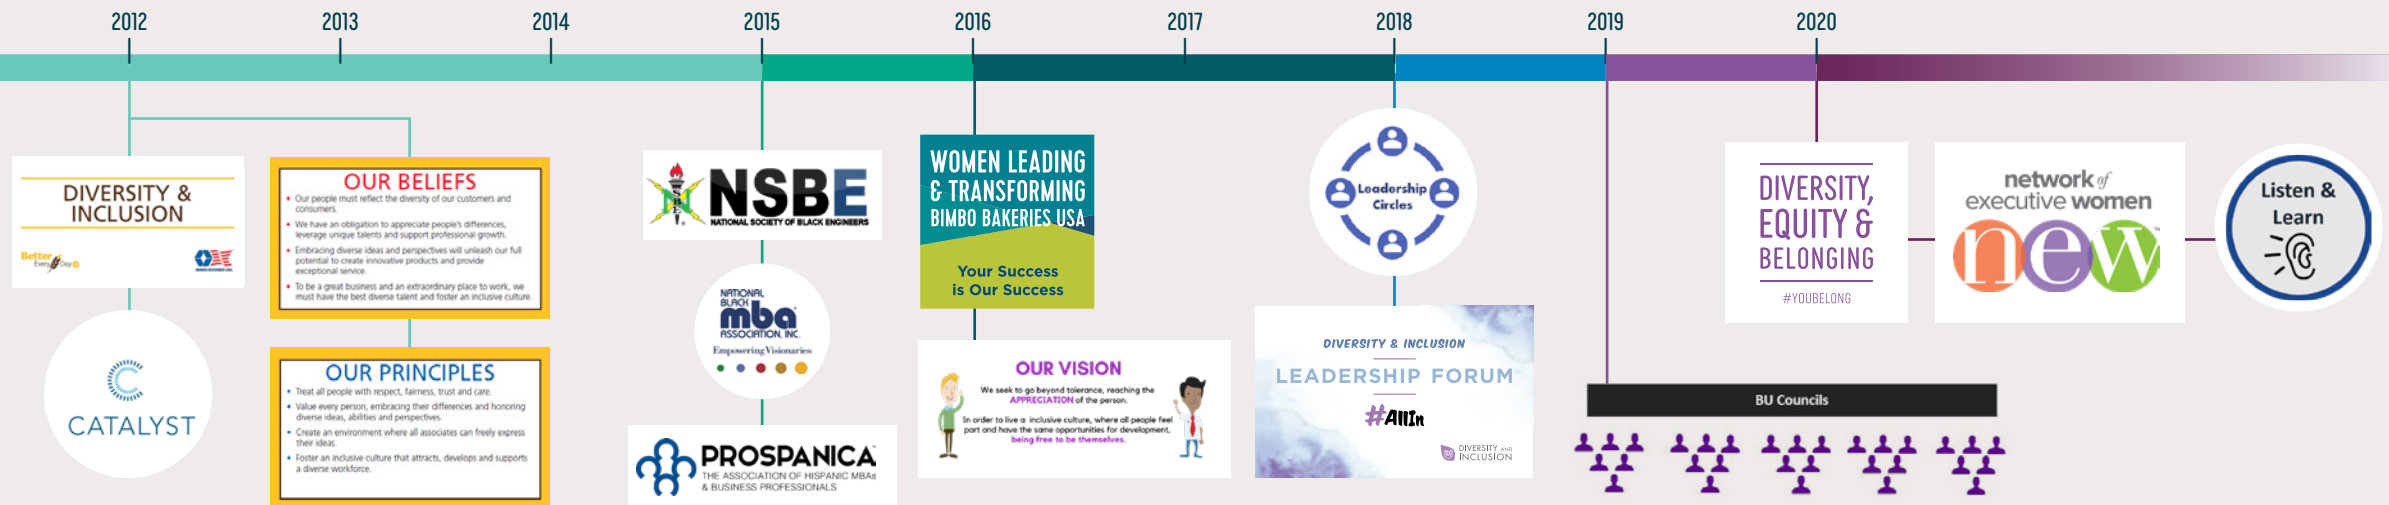 2012
2013
2014
2015
2016
2017
2018
2019
2020
DIVERSITY &
INCLUSION
Better
Every Day
CATALYST
OUR BELIEFS
• Our people must reflect the diversity of our customers and
consumers.
• We have an obligation to appreciate people's differences,
leverage unique talents and support professional growth.
• Embracing diverse ideas and perspectives will unleash our full
potential to create innovative products and provide
exceptional service.
• To be a great business and an extraordinary place to work, we
must have the best diverse talent and foster an inclusive culture.
OUR PRINCIPLES
• Treat all people with respect, fairness, trust and care.
• Value every person, embracing their differences and honoring
diverse ideas, abilities and perspectives.
• Create an environment where all associates can freely express
their ideas.
• Foster an inclusive culture that attracts, develops and supports
a diverse workforce.
NSBE
NSBE
NATIONAL SOCIETY OF BLACK ENGINEERS
NATIONAL
BLACK
mba
ASSOCIATION, INC.
Empowering Visionaries
PROSPANICA
THE ASSOCIATION OF HISPANIC MBAs
& BUSINESS PROFESSIONALS
WOMEN LEADING
& TRANSFORMING
BIMBO BAKERIES USA
Your Success
is Our Success
OUR VISION
We seek to go beyond tolerance, reaching the
APPRECIATION of the person.
In order to live a inclusive culture, where all people feel
part and have the same opportunities for development,
being free to be themselves.
Leadership
Circles
DIVERSITY & INCLUSION
LEADERSHIP FORUM
#AllIn
DIVERSITY AND
INCLUSION
BU Councils
DIVERSITY,
EQUITY &
BELONGING
#YOUBELONG
network of
executive women
new
Listen &
Learn